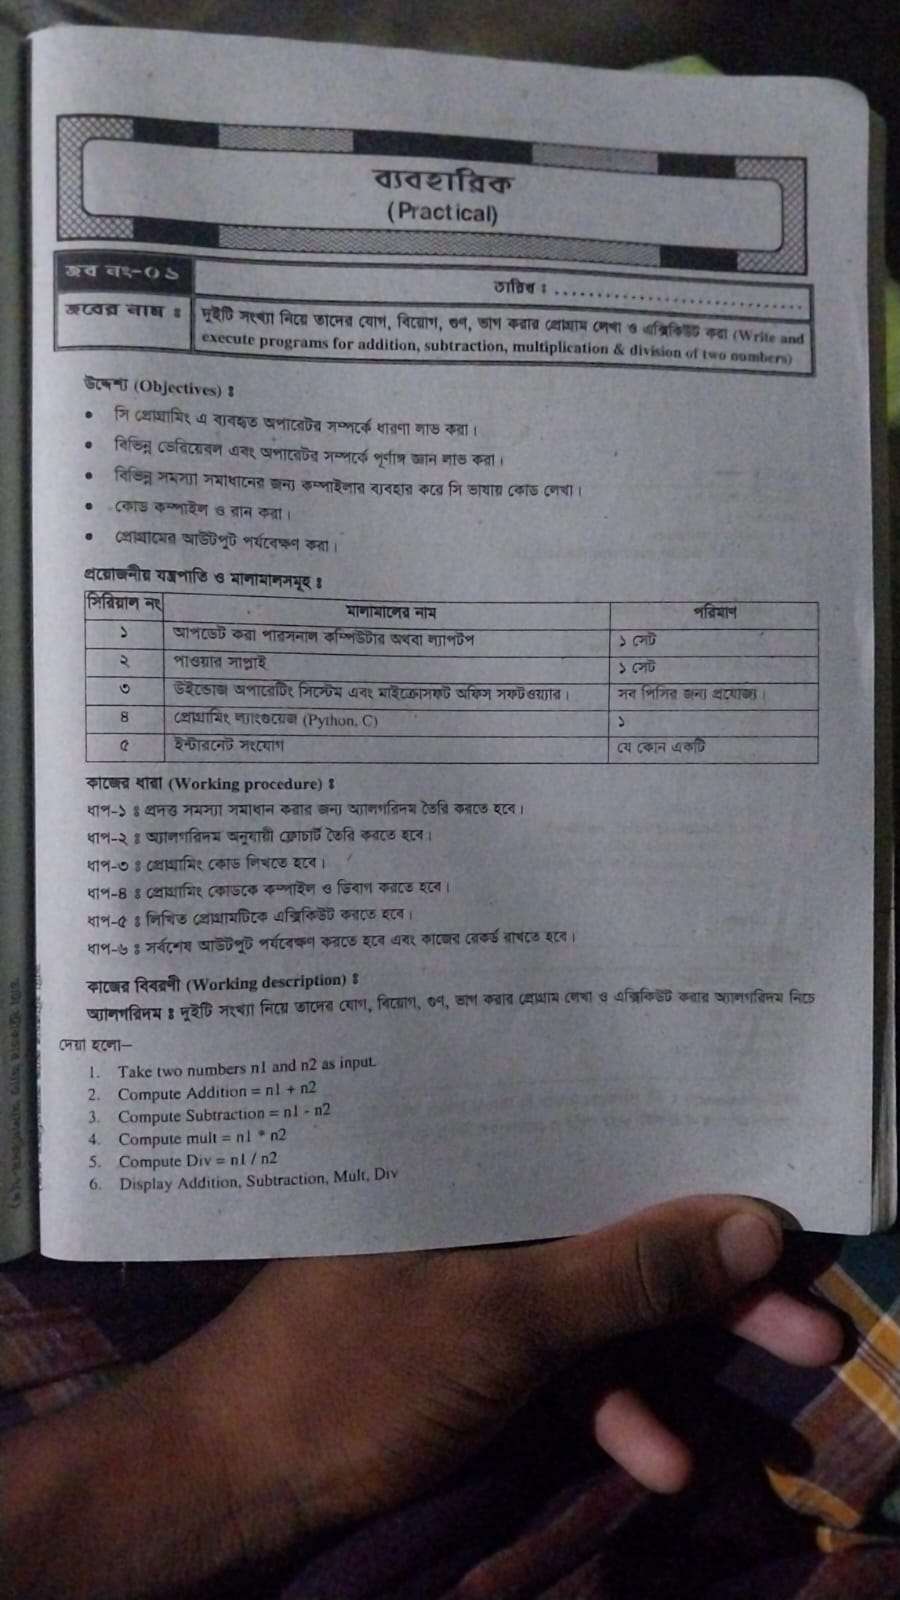 ব্যবহারিক
(Practical)
জব নং-০১
তারিখ : ..............................
জবের নাম ঃ
দুইটি সংখ্যা নিয়ে তাদের যোগ, বিয়োগ, গুণ, ভাগ করার প্রোগ্রাম লেখা ও এক্সিকিউট করা (Write and
execute programs for addition, subtraction, multiplication & division of two numbers)
উদ্দেশ্য (Objectives) ঃ
• সি প্রোগ্রামিং এ ব্যবহৃত অপারেটর সম্পর্কে ধারণা লাভ করা।
• বিভিন্ন ভেরিয়েবল এবং অপারেটর সম্পর্কে পূর্ণাঙ্গ জ্ঞান লাভ করা।
• বিভিন্ন সমস্যা সমাধানের জন্য কম্পাইলার ব্যবহার করে সি ভাষায় কোড লেখা।
• কোড কম্পাইল ও রান করা।
• প্রোগ্রামের আউটপুট পর্যবেক্ষণ করা।
প্রয়োজনীয় যন্ত্রপাতি ও মালামালসমূহ ঃ
সিরিয়াল নং মালামালের নাম পরিমাণ
১ আপডেট করা পারসনাল কম্পিউটার অথবা ল্যাপটপ ১ সেট
২ পাওয়ার সাপ্লাই ১ সেট
৩ উইন্ডোজ অপারেটিং সিস্টেম এবং মাইক্রোসফট অফিস সফটওয়্যার। সব পিসির জন্য প্রযোজ্য।
৪ প্রোগ্রামিং ল্যাংগুয়েজ (Python, C) ১
৫ ইন্টারনেট সংযোগ যে কোন একটি
কাজের ধারা (Working procedure) ঃ
ধাপ-১ ঃ প্রদত্ত সমস্যা সমাধান করার জন্য অ্যালগরিদম তৈরি করতে হবে।
ধাপ-২ ঃ অ্যালগরিদম অনুযায়ী ফ্লোচার্ট তৈরি করতে হবে।
ধাপ-৩ ঃ প্রোগ্রামিং কোড লিখতে হবে।
ধাপ-৪ ঃ প্রোগ্রামিং কোডকে কম্পাইল ও ডিবাগ করতে হবে।
ধাপ-৫ ঃ লিখিত প্রোগ্রামটিকে এক্সিকিউট করতে হবে।
ধাপ-৬ ঃ সর্বশেষ আউটপুট পর্যবেক্ষণ করতে হবে এবং কাজের রেকর্ড রাখতে হবে।
কাজের বিবরণী (Working description) ঃ
অ্যালগরিদম ঃ দুইটি সংখ্যা নিয়ে তাদের যোগ, বিয়োগ, গুণ, ভাগ করার প্রোগ্রাম লেখা ও এক্সিকিউট করার অ্যালগরিদম নিচে
দেয়া হলো—
1. Take two numbers n1 and n2 as input.
2. Compute Addition = n1 + n2
3. Compute Subtraction = n1 - n2
4. Compute mult = n1 * n2
5. Compute Div = n1 / n2
6. Display Addition, Subtraction, Mult, Div